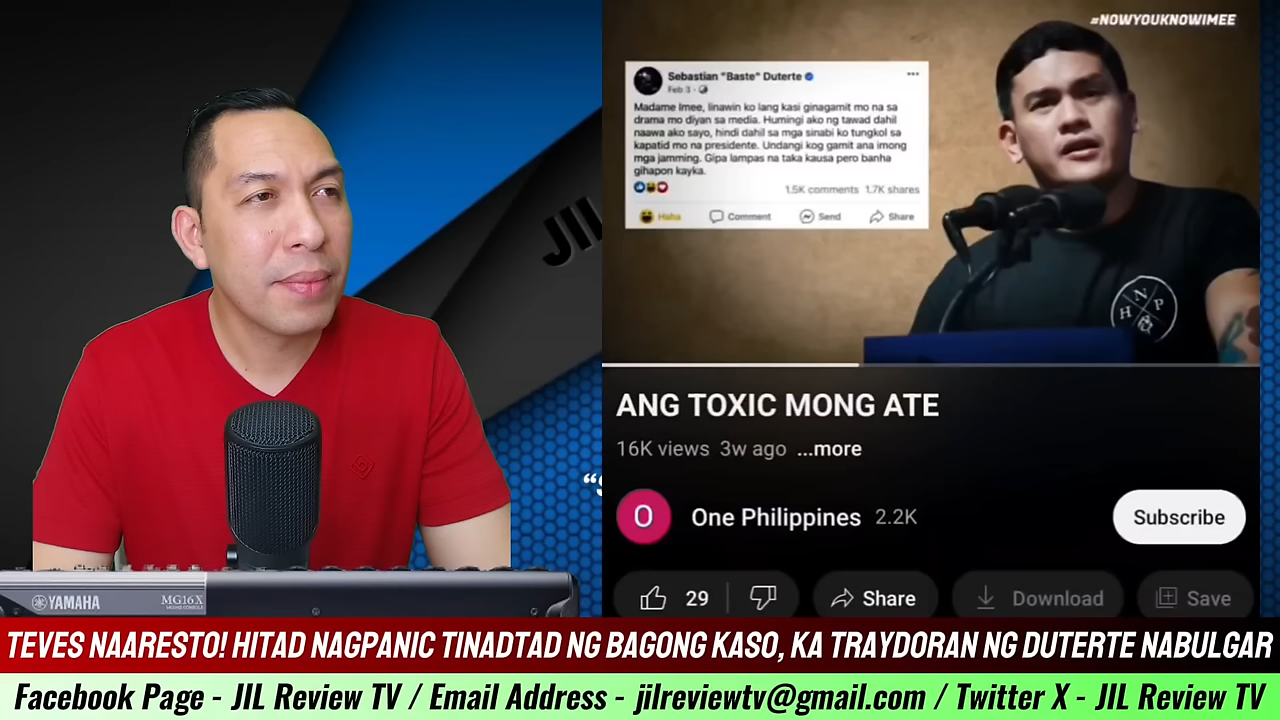 #NOWYOUKNOWIMEE
Sebastian "Baste" Duterte
Feb 3
Madame Imee, linawin ko lang kasi ginagamit mo na sa
drama mo diyan sa media. Humingi ako ng tawad dahil
naawa ako sayo, hindi dahil sa mga sinabi ko tungkol sa
kapatid mo na presidente. Undangi kog gamit ana imong
mga jamming. Gipa lampas na taka kausa pero banha
gihapon kayka.
1.5K comments 1.7K shares
Haha Comment Send Share
JIL
N
H P
ANG TOXIC MONG ATE
16K views 3w ago ...more
“S
O One Philippines 2.2K Subscribe
29 Share Download Save
YAMAHA MG16X
TEVES NAARESTO! HITAD NAGPANIC TINADTAD NG BAGONG KASO, KA TRAYDORAN NG DUTERTE NABULGAR
Facebook Page - JIL Review TV / Email Address - jilreviewtv@gmail.com / Twitter X - JIL Review TV